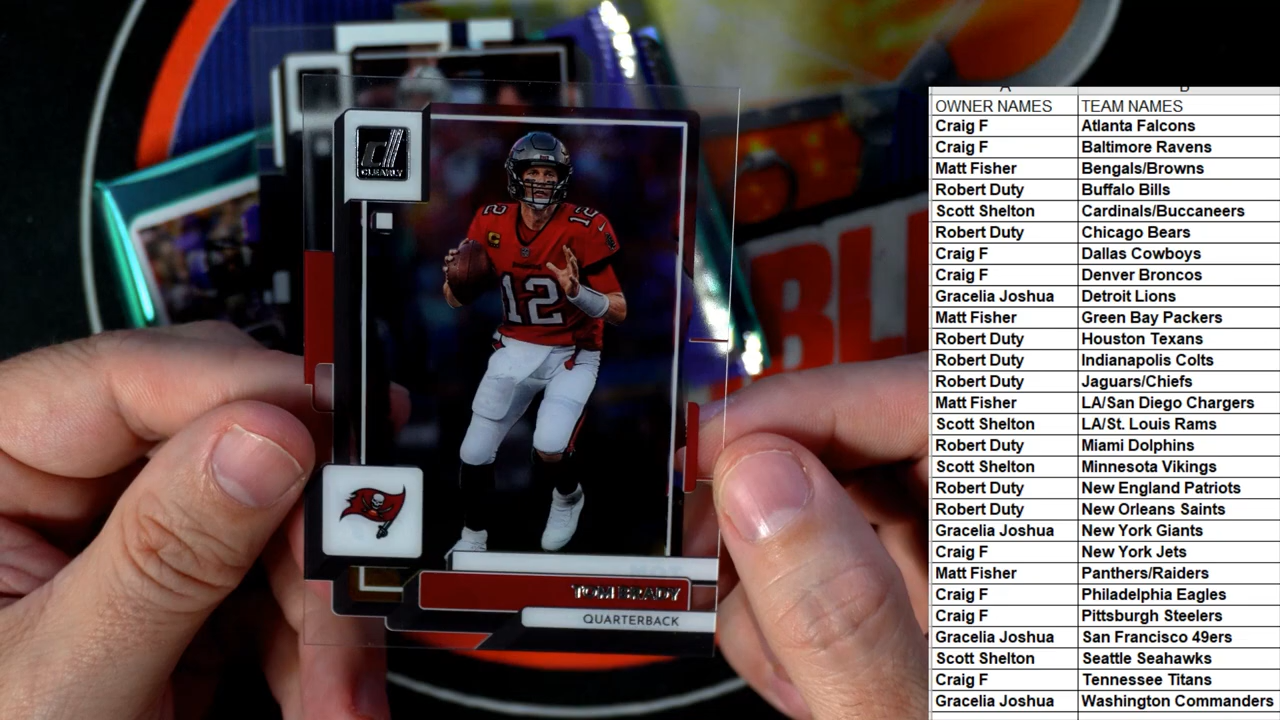 CLEARLY
12
12
12
TOM BRADY
QUARTERBACK
BL
OWNER NAMES TEAM NAMES
Craig F Atlanta Falcons
Craig F Baltimore Ravens
Matt Fisher Bengals/Browns
Robert Duty Buffalo Bills
Scott Shelton Cardinals/Buccaneers
Robert Duty Chicago Bears
Craig F Dallas Cowboys
Craig F Denver Broncos
Gracelia Joshua Detroit Lions
Matt Fisher Green Bay Packers
Robert Duty Houston Texans
Robert Duty Indianapolis Colts
Robert Duty Jaguars/Chiefs
Matt Fisher LA/San Diego Chargers
Scott Shelton LA/St. Louis Rams
Robert Duty Miami Dolphins
Scott Shelton Minnesota Vikings
Robert Duty New England Patriots
Robert Duty New Orleans Saints
Gracelia Joshua New York Giants
Craig F New York Jets
Matt Fisher Panthers/Raiders
Craig F Philadelphia Eagles
Craig F Pittsburgh Steelers
Gracelia Joshua San Francisco 49ers
Scott Shelton Seattle Seahawks
Craig F Tennessee Titans
Gracelia Joshua Washington Commanders